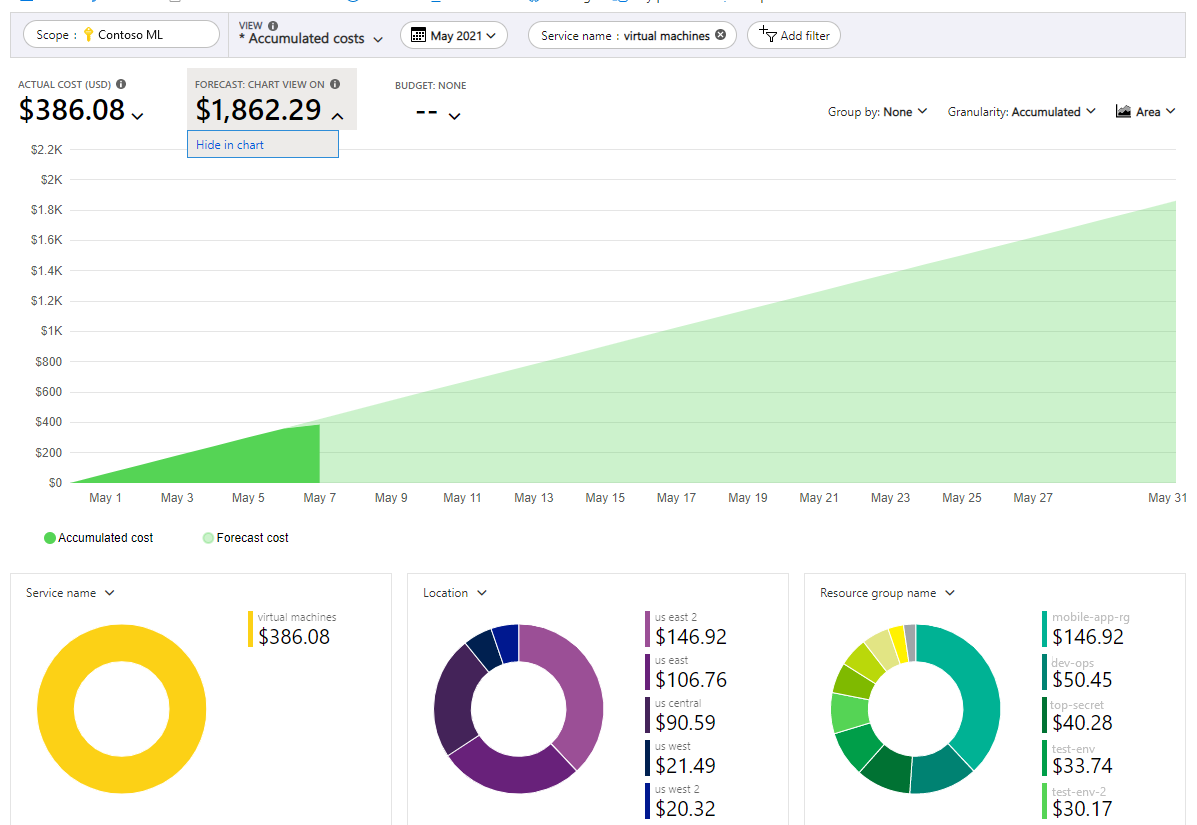 Scope : Contoso ML
VIEW
* Accumulated costs
May 2021
Service name : virtual machines
Add filter
ACTUAL COST (USD)
$386.08
FORECAST: CHART VIEW ON
$1,862.29
BUDGET: NONE
--
Hide in chart
Group by: None
Granularity: Accumulated
Area
$2.2K
$2K
$1.8K
$1.6K
$1.4K
$1.2K
$1K
$800
$600
$400
$200
$0
May 1 May 3 May 5 May 7 May 9 May 11 May 13 May 15 May 17 May 19 May 21 May 23 May 25 May 27 May 31
Accumulated cost
Forecast cost
Service name
virtual machines
$386.08
Location
us east 2
$146.92
us east
$106.76
us central
$90.59
us west
$21.49
us west 2
$20.32
Resource group name
mobile-app-rg
$146.92
dev-ops
$50.45
top-secret
$40.28
test-env
$33.74
test-env-2
$30.17